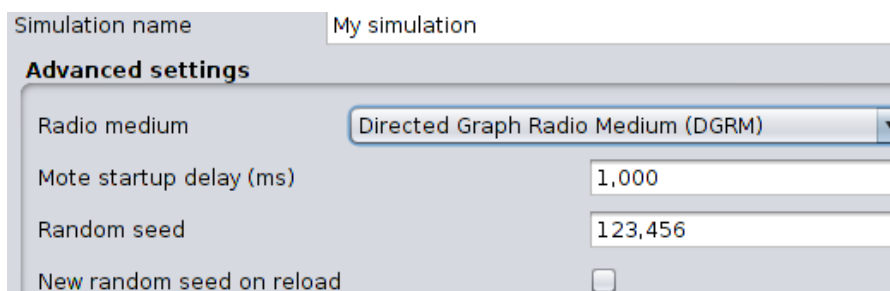 Simulation name My simulation
Advanced settings
Radio medium Directed Graph Radio Medium (DGRM)
Mote startup delay (ms) 1,000
Random seed 123,456
New random seed on reload